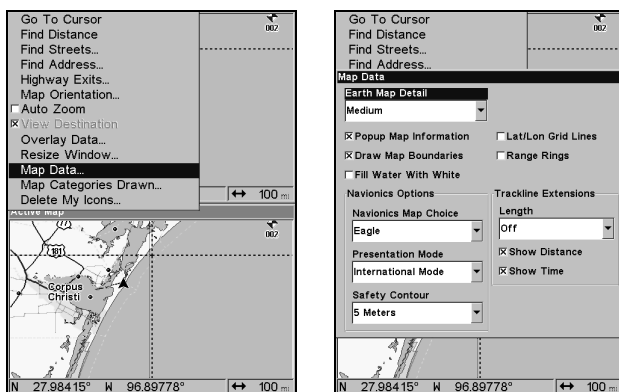 Go To Cursor
Find Distance
Find Streets...
Find Address...
Highway Exits...
Map Orientation...
Auto Zoom
View Destination
Overlay Data...
Resize Window...
Map Data...
Map Categories Drawn...
Delete My Icons...
002
100 mi
Active Map
002
181
Corpus
Christi
N 27.98415° W 96.89778° 100 mi
Go To Cursor
Find Distance
Find Streets...
Find Address...
002
Map Data
Earth Map Detail
Medium
Popup Map Information
Lat/Lon Grid Lines
Draw Map Boundaries
Range Rings
Fill Water With White
Navionics Options
Navionics Map Choice
Eagle
Presentation Mode
International Mode
Safety Contour
5 Meters
Trackline Extensions
Length
Off
Show Distance
Show Time
N 27.98415° W 96.89778° 100 mi